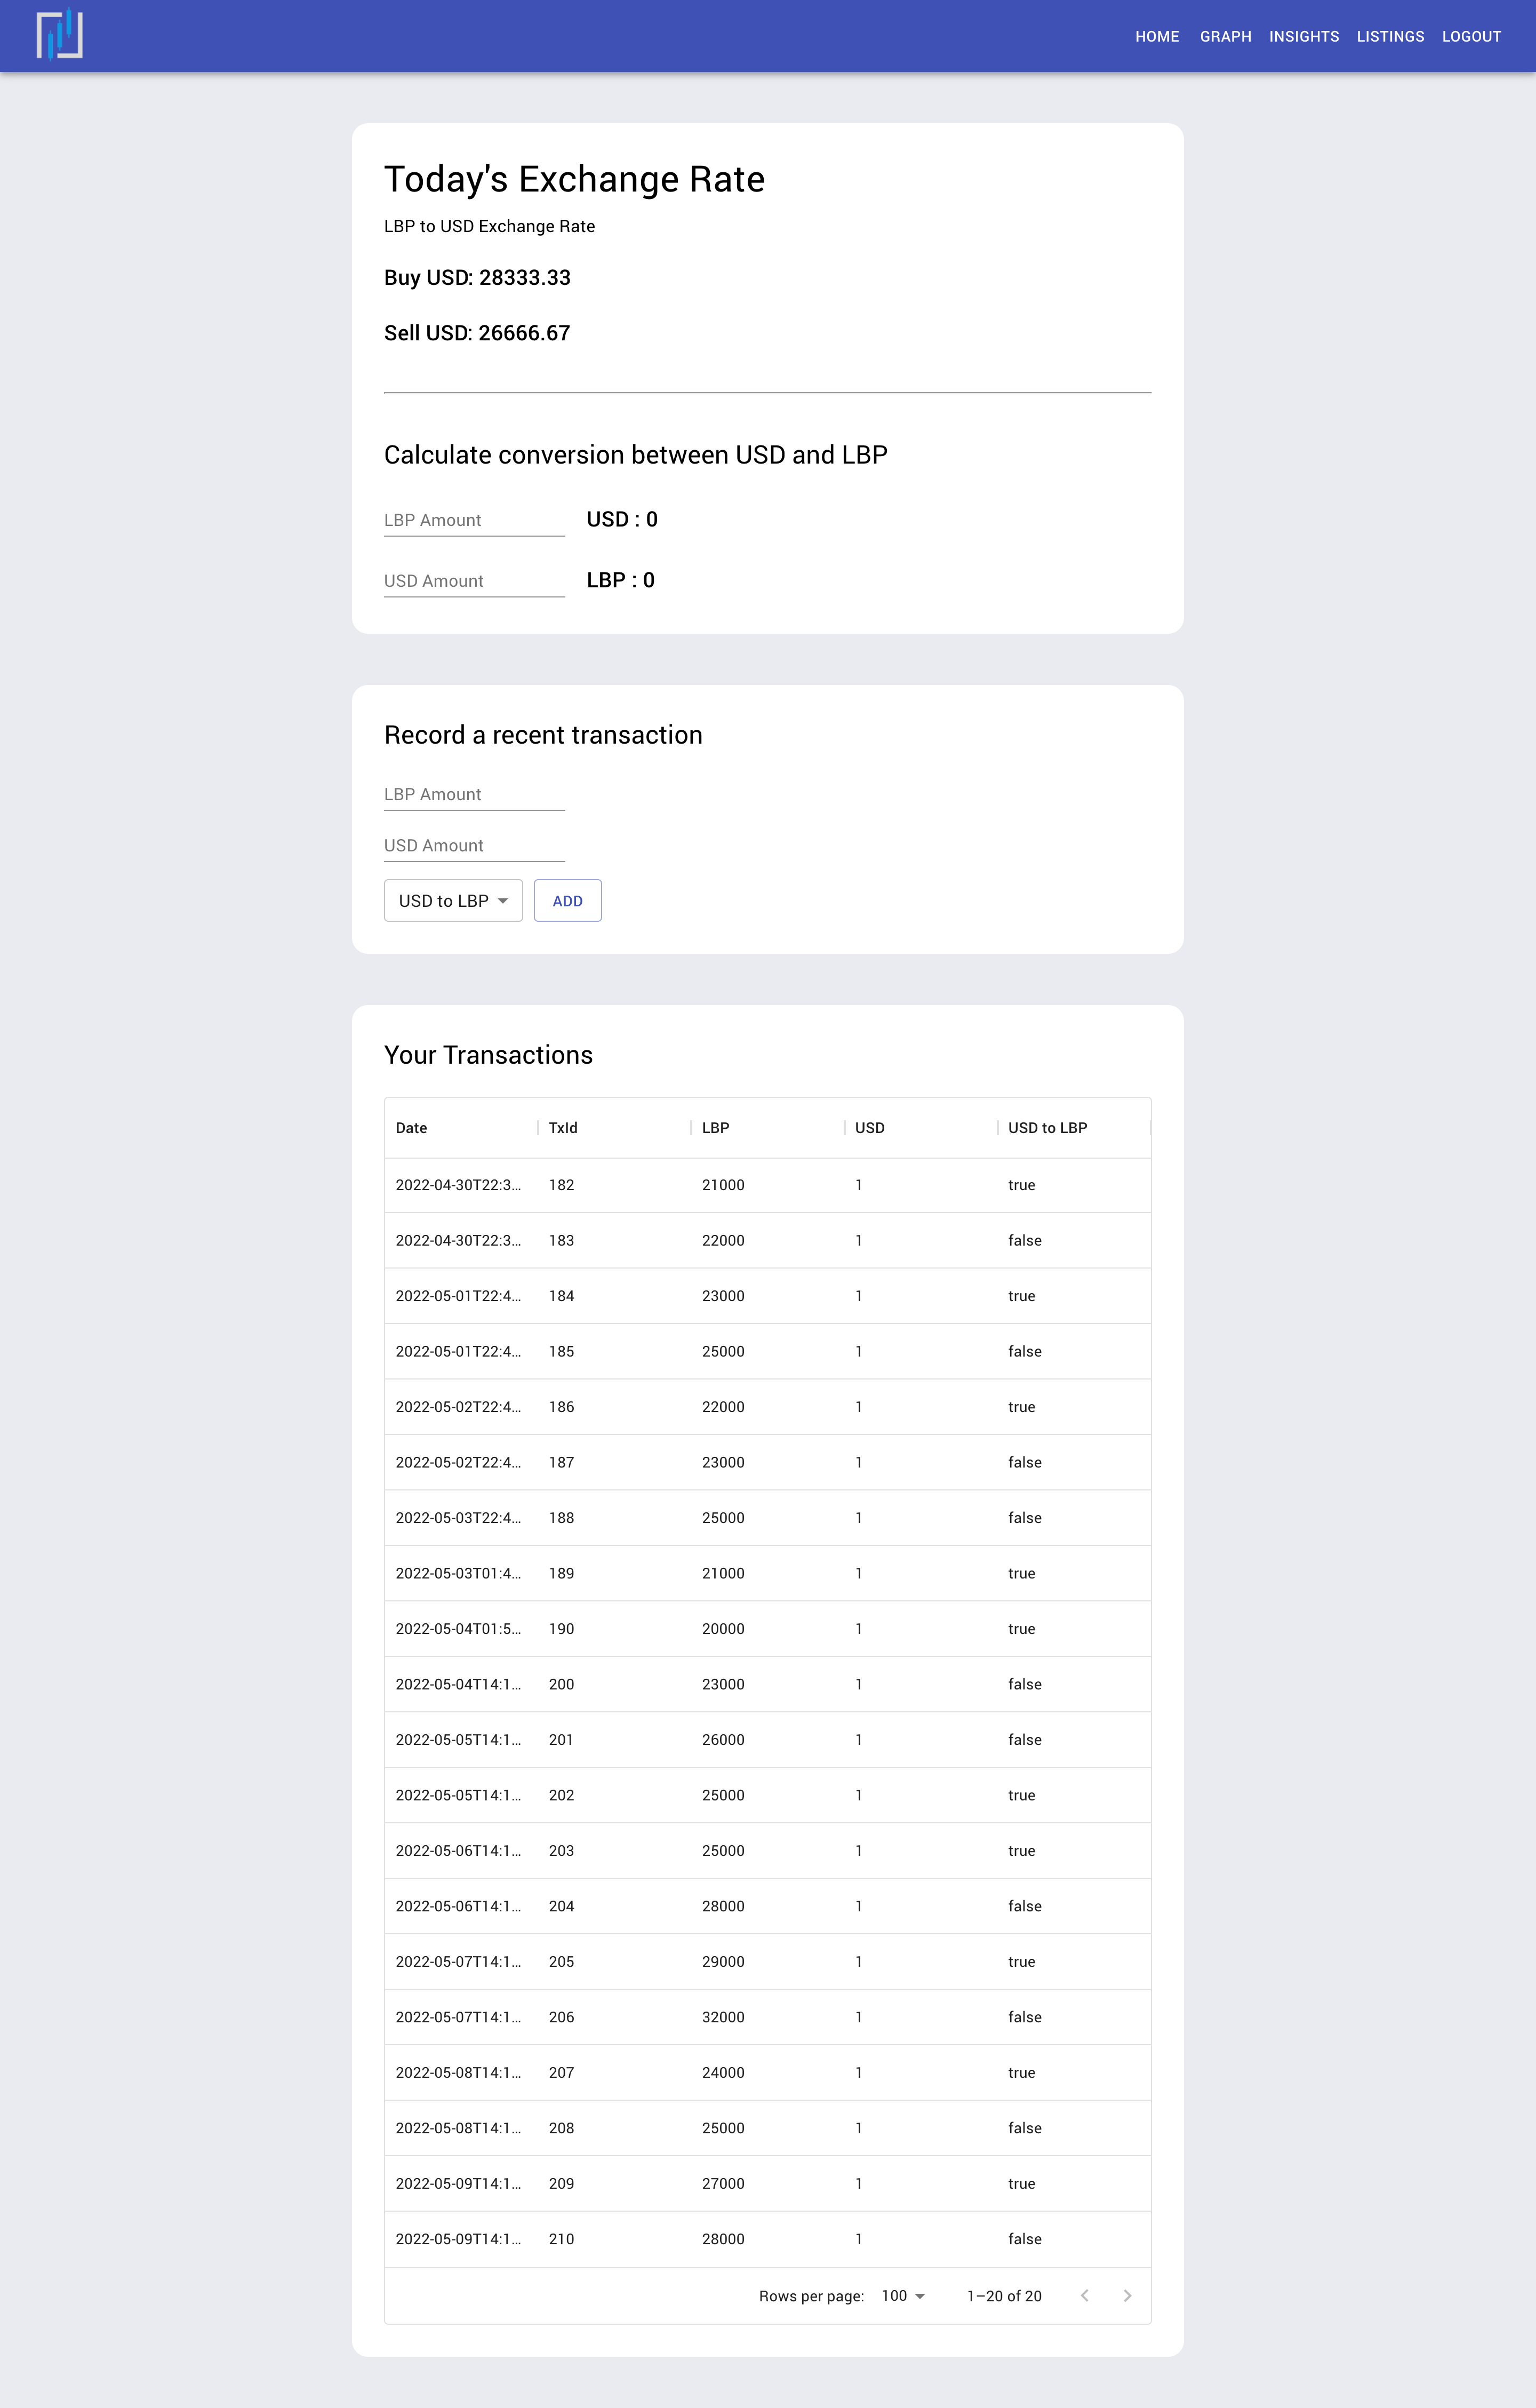 HOME GRAPH INSIGHTS LISTINGS LOGOUT
Today's Exchange Rate
LBP to USD Exchange Rate
Buy USD: 28333.33
Sell USD: 26666.67
Calculate conversion between USD and LBP
LBP Amount USD : 0
USD Amount LBP : 0
Record a recent transaction
LBP Amount
USD Amount
USD to LBP ADD
Your Transactions
Date TxId LBP USD USD to LBP
2022-04-30T22:3... 182 21000 1 true
2022-04-30T22:3... 183 22000 1 false
2022-05-01T22:4... 184 23000 1 true
2022-05-01T22:4... 185 25000 1 false
2022-05-02T22:4... 186 22000 1 true
2022-05-02T22:4... 187 23000 1 false
2022-05-03T22:4... 188 25000 1 false
2022-05-03T01:4... 189 21000 1 true
2022-05-04T01:5... 190 20000 1 true
2022-05-04T14:1... 200 23000 1 false
2022-05-05T14:1... 201 26000 1 false
2022-05-05T14:1... 202 25000 1 true
2022-05-06T14:1... 203 25000 1 true
2022-05-06T14:1... 204 28000 1 false
2022-05-07T14:1... 205 29000 1 true
2022-05-07T14:1... 206 32000 1 false
2022-05-08T14:1... 207 24000 1 true
2022-05-08T14:1... 208 25000 1 false
2022-05-09T14:1... 209 27000 1 true
2022-05-09T14:1... 210 28000 1 false
Rows per page: 100 1–20 of 20